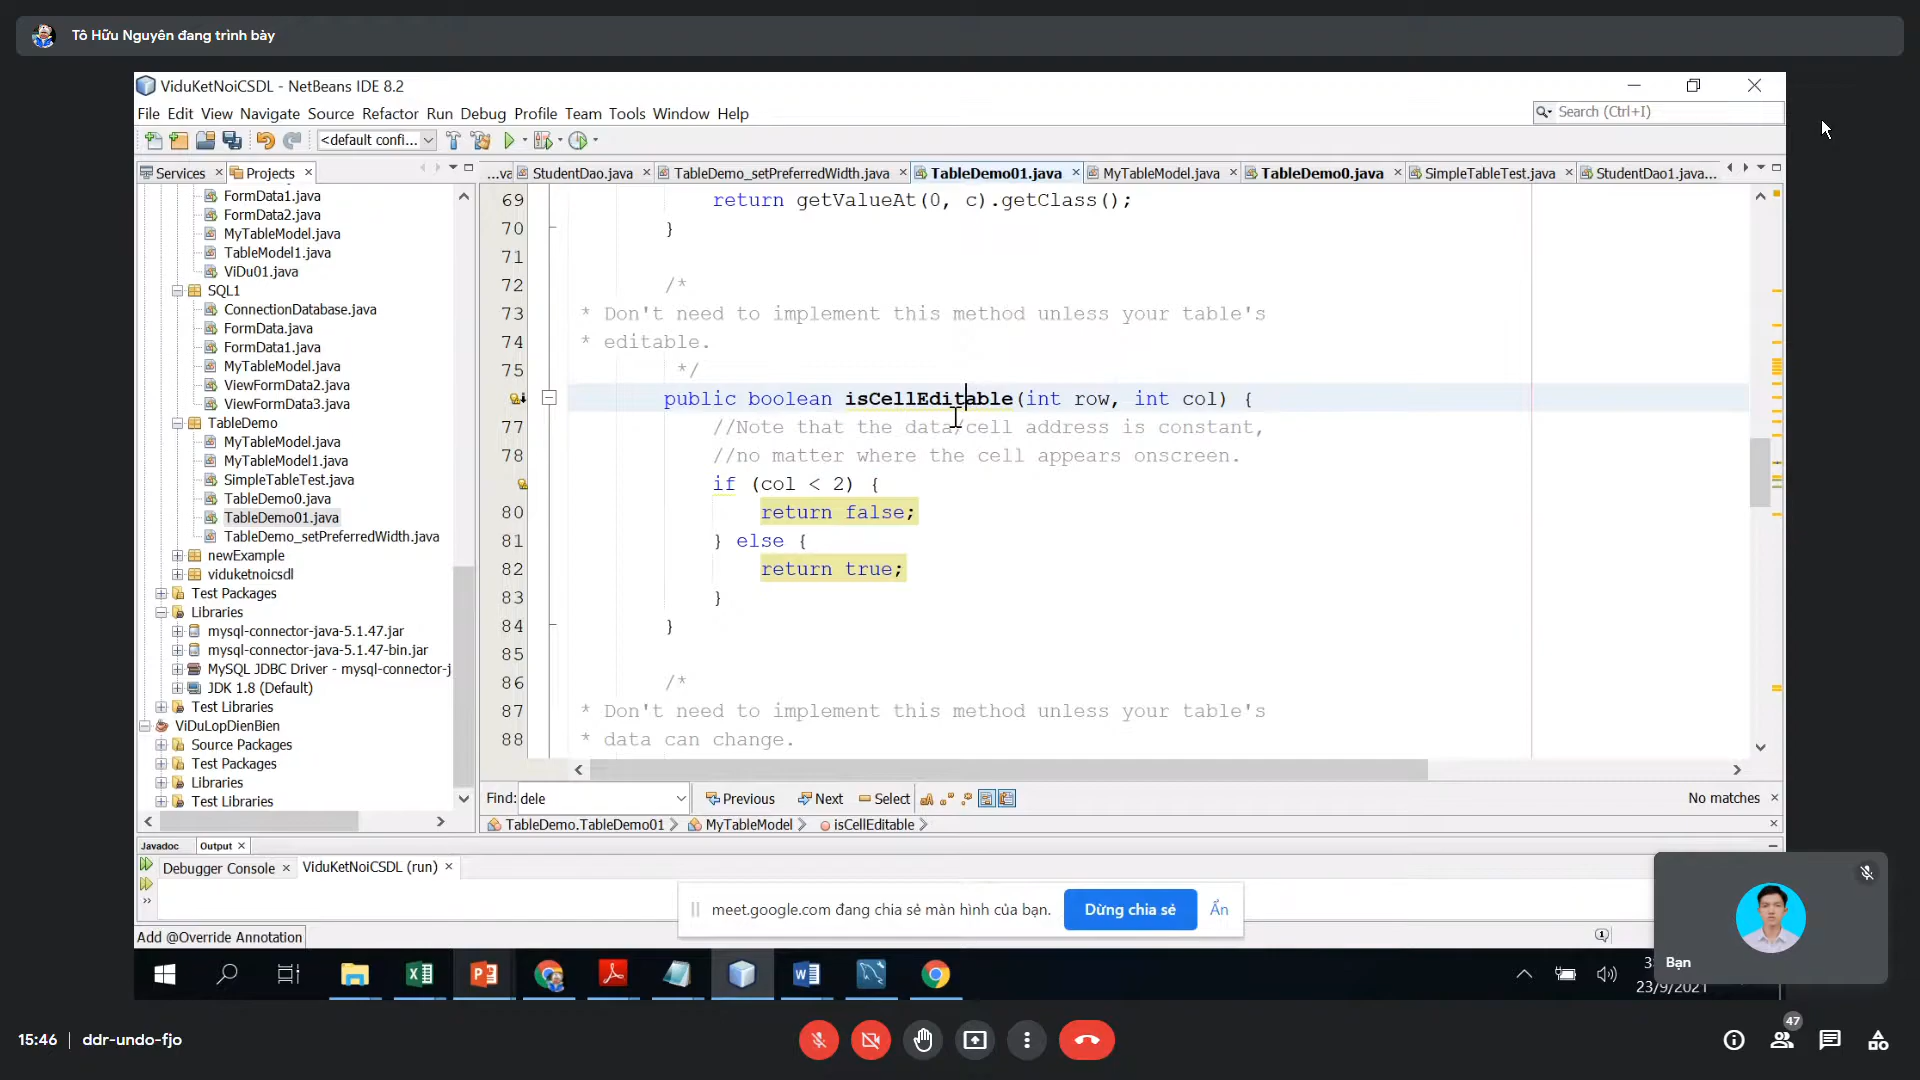 Tô Hữu Nguyên đang trình bày
ViduKetNoiCSDL - NetBeans IDE 8.2
File Edit View Navigate Source Refactor Run Debug Profile Team Tools Window Help
Search (Ctrl+I)
<default confi...
Services Projects
...va StudentDao.java TableDemo_setPreferredWidth.java TableDemo01.java MyTableModel.java TableDemo0.java SimpleTableTest.java StudentDao1.java...
FormData1.java
FormData2.java
MyTableModel.java
TableModel1.java
ViDu01.java
SQL1
ConnectionDatabase.java
FormData.java
FormData1.java
MyTableModel.java
ViewFormData2.java
ViewFormData3.java
TableDemo
MyTableModel.java
MyTableModel1.java
SimpleTableTest.java
TableDemo0.java
TableDemo01.java
TableDemo_setPreferredWidth.java
newExample
viduketnoicsdl
Test Packages
Libraries
mysql-connector-java-5.1.47.jar
mysql-connector-java-5.1.47-bin.jar
MySQL JDBC Driver - mysql-connector-j
JDK 1.8 (Default)
Test Libraries
ViDuLopDienBien
Source Packages
Test Packages
Libraries
Test Libraries
69 return getValueAt(0, c).getClass();
70 }
71
72 /*
73 * Don't need to implement this method unless your table's
74 * editable.
75 */
public boolean isCellEditable(int row, int col) {
77 //Note that the data/cell address is constant,
78 //no matter where the cell appears onscreen.
if (col < 2) {
80 return false;
81 } else {
82 return true;
83 }
84 }
85
86 /*
87 * Don't need to implement this method unless your table's
88 * data can change.
Find: dele Previous Next Select No matches
TableDemo.TableDemo01 MyTableModel isCellEditable
Javadoc Output
Debugger Console ViduKetNoiCSDL (run)
meet.google.com đang chia sẻ màn hình của bạn. Dừng chia sẻ Ẩn
Add @Override Annotation
Bạn
23/9/2021
15:46 ddr-undo-fjo
47